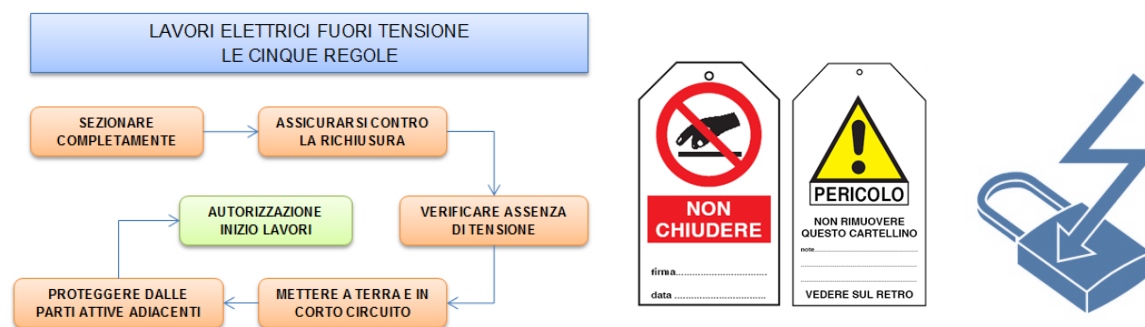 LAVORI ELETTRICI FUORI TENSIONE
LE CINQUE REGOLE
SEZIONARE
COMPLETAMENTE
ASSICURARSI CONTRO
LA RICHIUSURA
VERIFICARE ASSENZA
DI TENSIONE
METTERE A TERRA E IN
CORTO CIRCUITO
PROTEGGERE DALLE
PARTI ATTIVE ADIACENTI
AUTORIZZAZIONE
INIZIO LAVORI
NON
CHIUDERE
firma
data
PERICOLO
NON RIMUOVERE
QUESTO CARTELLINO
note
VEDERE SUL RETRO